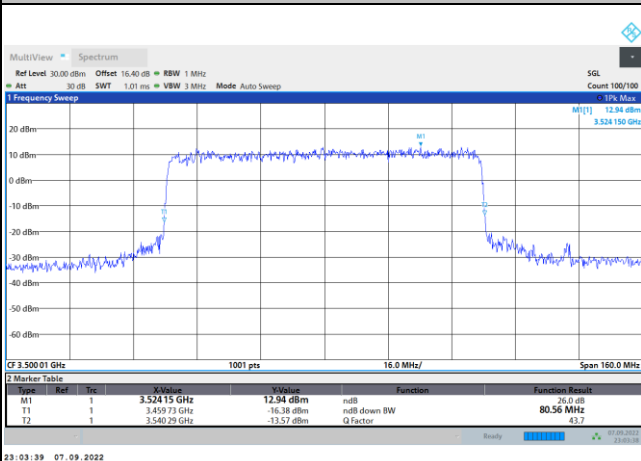 MultiView Spectrum
Ref Level 30.00 dBm Offset 16.40 dB RBW 1 MHz SGL
Att 30 dB SWT 1.01 ms VBW 3 MHz Mode Auto Sweep Count 100/100
1 Frequency Sweep 1Pk Max
M1[1] 12.94 dBm
3.524 150 GHz
20 dBm
M1
10 dBm
0 dBm
-10 dBm
T1 T2
-20 dBm
-30 dBm
-40 dBm
-50 dBm
-60 dBm
CF 3.500 01 GHz 1001 pts 16.0 MHz/ Span 160.0 MHz
2 Marker Table
Type Ref Trc X-Value Y-Value Function Function Result
M1 1 3.524 15 GHz 12.94 dBm ndB 26.0 dB
T1 1 3.459 73 GHz -16.38 dBm ndB down BW 80.56 MHz
T2 1 3.540 29 GHz -13.57 dBm Q Factor 43.7
Ready 07.09.2022
23:03:39
23:03:39 07.09.2022